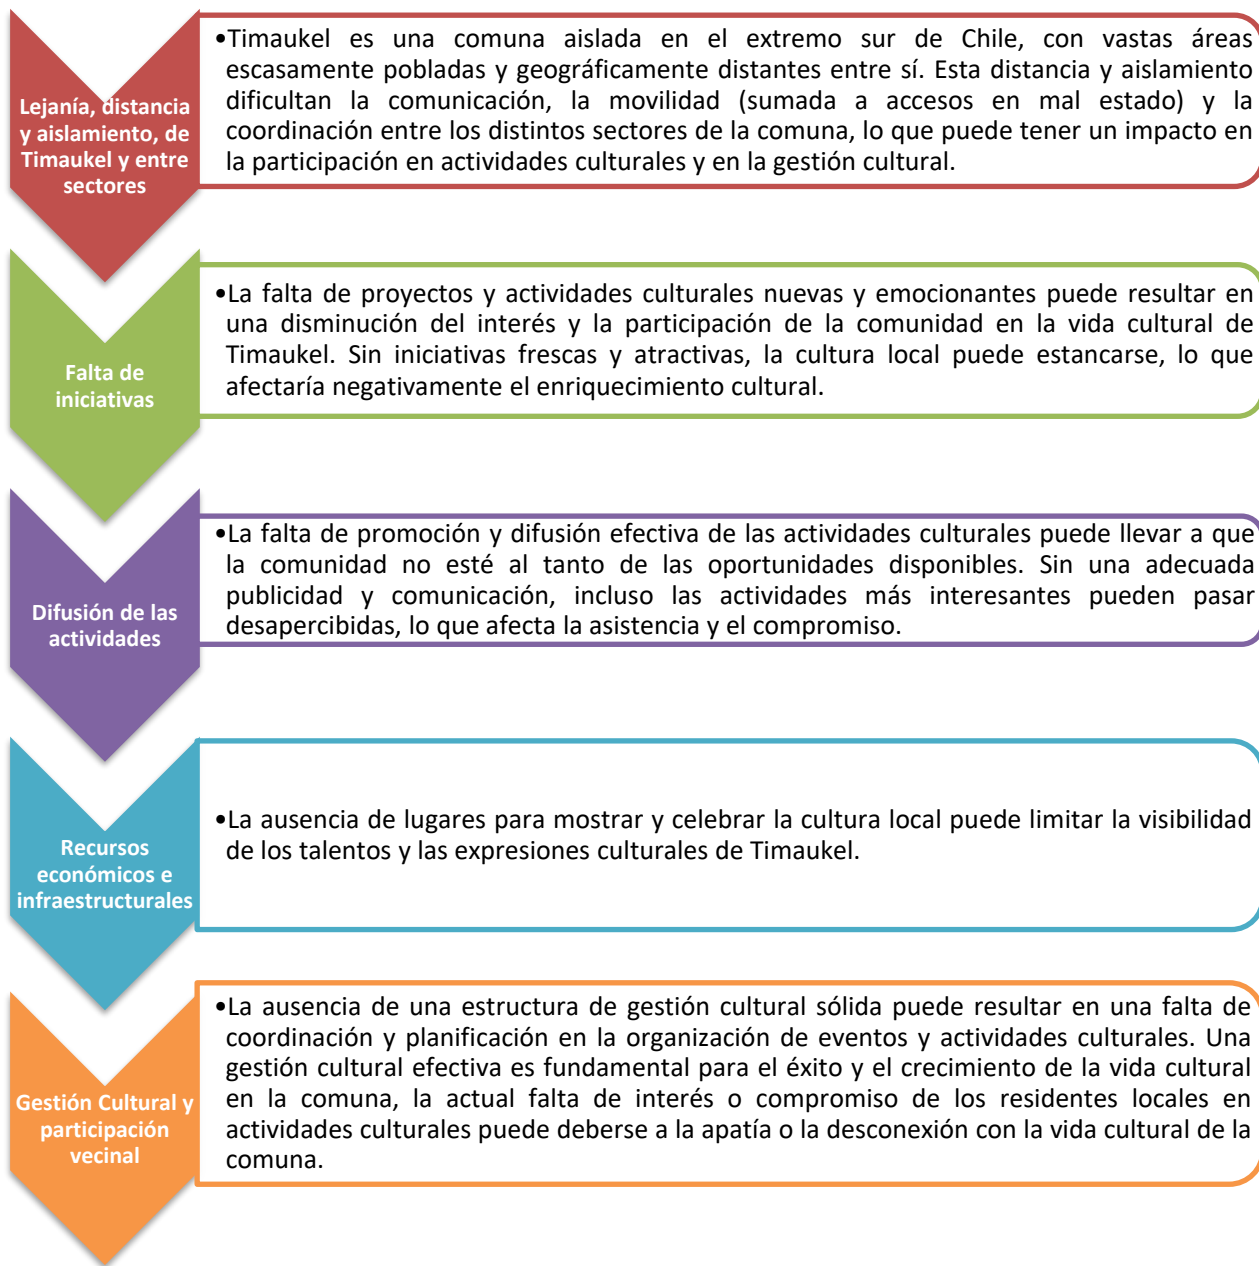 Lejanía, distancia
y aislamiento, de
Timaukel y entre
sectores
•Timaukel es una comuna aislada en el extremo sur de Chile, con vastas áreas
escasamente pobladas y geográficamente distantes entre sí. Esta distancia y aislamiento
dificultan la comunicación, la movilidad (sumada a accesos en mal estado) y la
coordinación entre los distintos sectores de la comuna, lo que puede tener un impacto en
la participación en actividades culturales y en la gestión cultural.
Falta de
iniciativas
•La falta de proyectos y actividades culturales nuevas y emocionantes puede resultar en
una disminución del interés y la participación de la comunidad en la vida cultural de
Timaukel. Sin iniciativas frescas y atractivas, la cultura local puede estancarse, lo que
afectaría negativamente el enriquecimiento cultural.
Difusión de las
actividades
•La falta de promoción y difusión efectiva de las actividades culturales puede llevar a que
la comunidad no esté al tanto de las oportunidades disponibles. Sin una adecuada
publicidad y comunicación, incluso las actividades más interesantes pueden pasar
desapercibidas, lo que afecta la asistencia y el compromiso.
Recursos
económicos e
infraestructurales
•La ausencia de lugares para mostrar y celebrar la cultura local puede limitar la visibilidad
de los talentos y las expresiones culturales de Timaukel.
Gestión Cultural y
participación
vecinal
•La ausencia de una estructura de gestión cultural sólida puede resultar en una falta de
coordinación y planificación en la organización de eventos y actividades culturales. Una
gestión cultural efectiva es fundamental para el éxito y el crecimiento de la vida cultural
en la comuna, la actual falta de interés o compromiso de los residentes locales en
actividades culturales puede deberse a la apatía o la desconexión con la vida cultural de la
comuna.